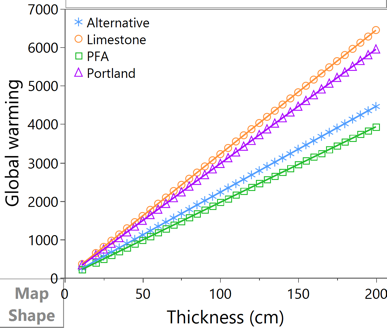 7000
6000
5000
4000
3000
2000
1000
0
Global warming
Alternative
Limestone
PFA
Portland
0
50
100
150
200
Thickness (cm)
Map
Shape